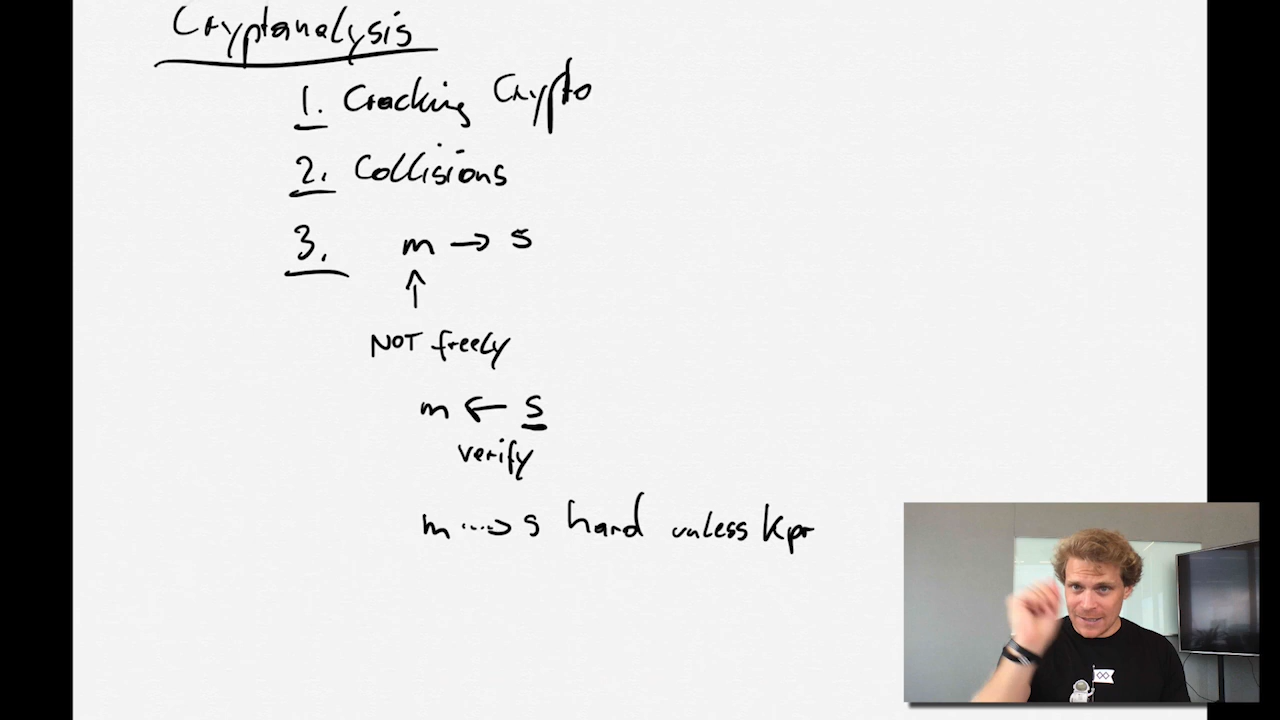 Cryptanalysis
1. Cracking Crypto
2. Collisions
3. m → s
↑
NOT freely
m ← s
verify
m ⋯→ s hard unless kpr